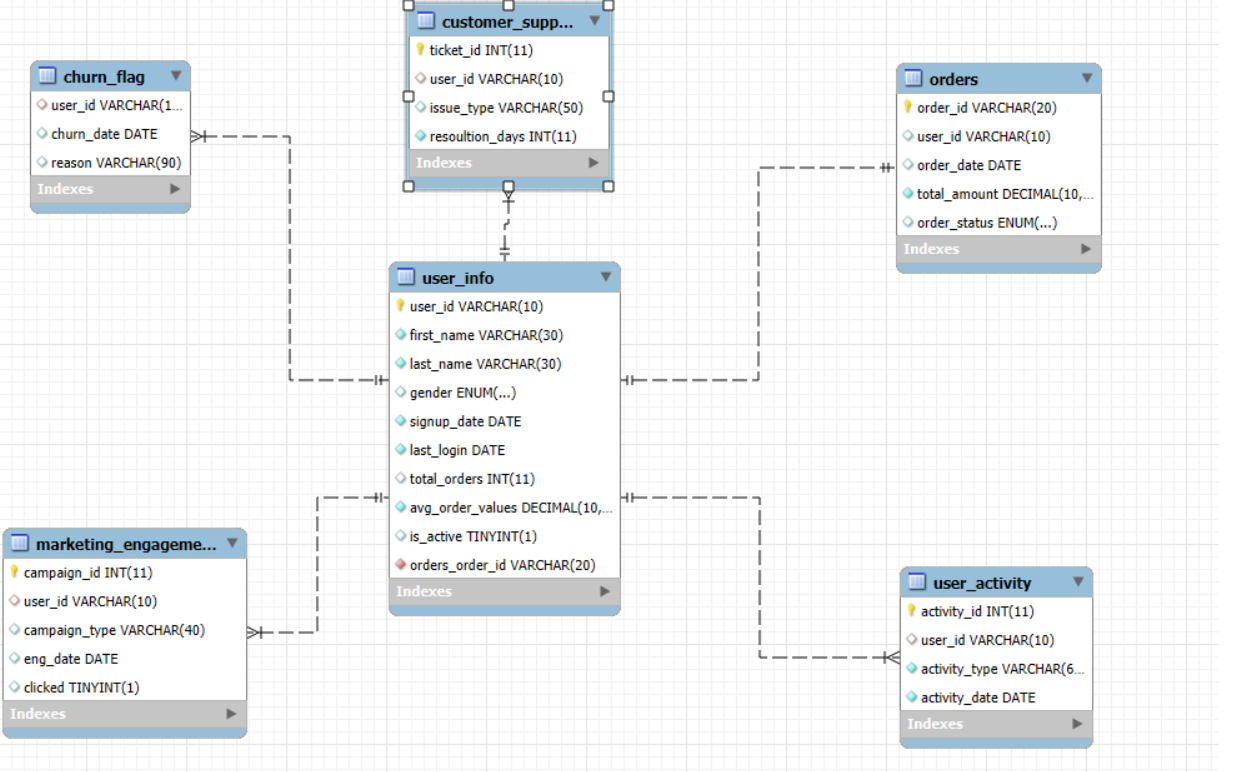 customer_supp...
ticket_id INT(11)
user_id VARCHAR(10)
issue_type VARCHAR(50)
resoultion_days INT(11)
Indexes
churn_flag
user_id VARCHAR(1...
churn_date DATE
reason VARCHAR(90)
Indexes
orders
order_id VARCHAR(20)
user_id VARCHAR(10)
order_date DATE
total_amount DECIMAL(10,...
order_status ENUM(...)
Indexes
user_info
user_id VARCHAR(10)
first_name VARCHAR(30)
last_name VARCHAR(30)
gender ENUM(...)
signup_date DATE
last_login DATE
total_orders INT(11)
avg_order_values DECIMAL(10,...
is_active TINYINT(1)
orders_order_id VARCHAR(20)
Indexes
marketing_engageme...
campaign_id INT(11)
user_id VARCHAR(10)
campaign_type VARCHAR(40)
eng_date DATE
clicked TINYINT(1)
Indexes
user_activity
activity_id INT(11)
user_id VARCHAR(10)
activity_type VARCHAR(6...
activity_date DATE
Indexes